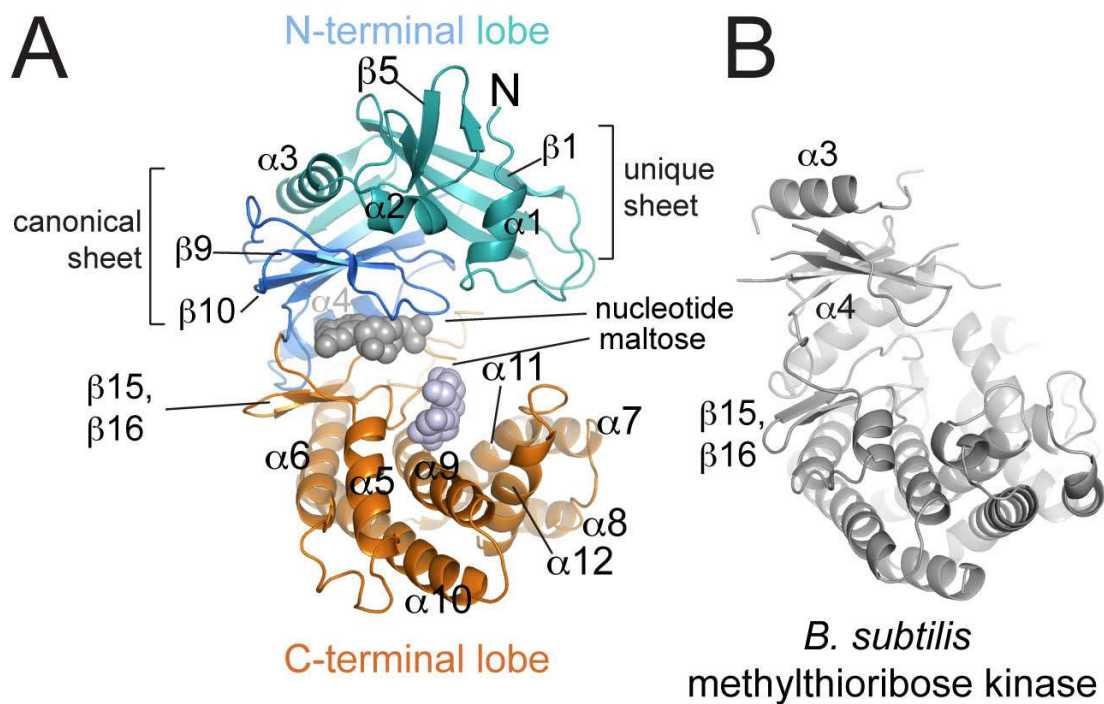 A
N-terminal lobe
β5
N
β1
α3
α2
α1
unique
sheet
canonical
sheet
β9
β10
α4
nucleotide
maltose
β15,
β16
α11
α7
α6
α5
α9
α8
α12
α10
C-terminal lobe
B
α3
α4
β15,
β16
B. subtilis
methylthioribose kinase